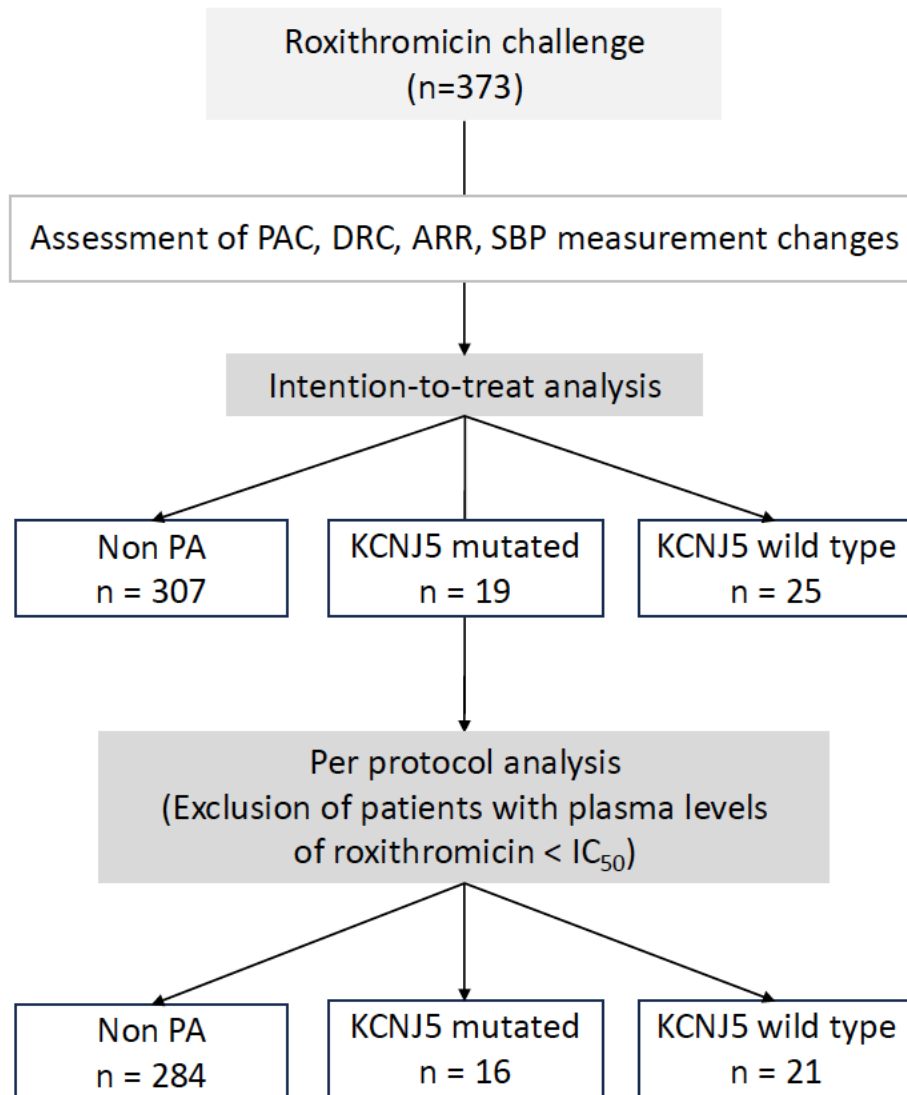 Roxithromicin challenge
(n=373)
Assessment of PAC, DRC, ARR, SBP measurement changes
Intention-to-treat analysis
Non PA
n = 307
KCNJ5 mutated
n = 19
KCNJ5 wild type
n = 25
Per protocol analysis
(Exclusion of patients with plasma levels
of roxithromicin < IC₅₀)
Non PA
n = 284
KCNJ5 mutated
n = 16
KCNJ5 wild type
n = 21